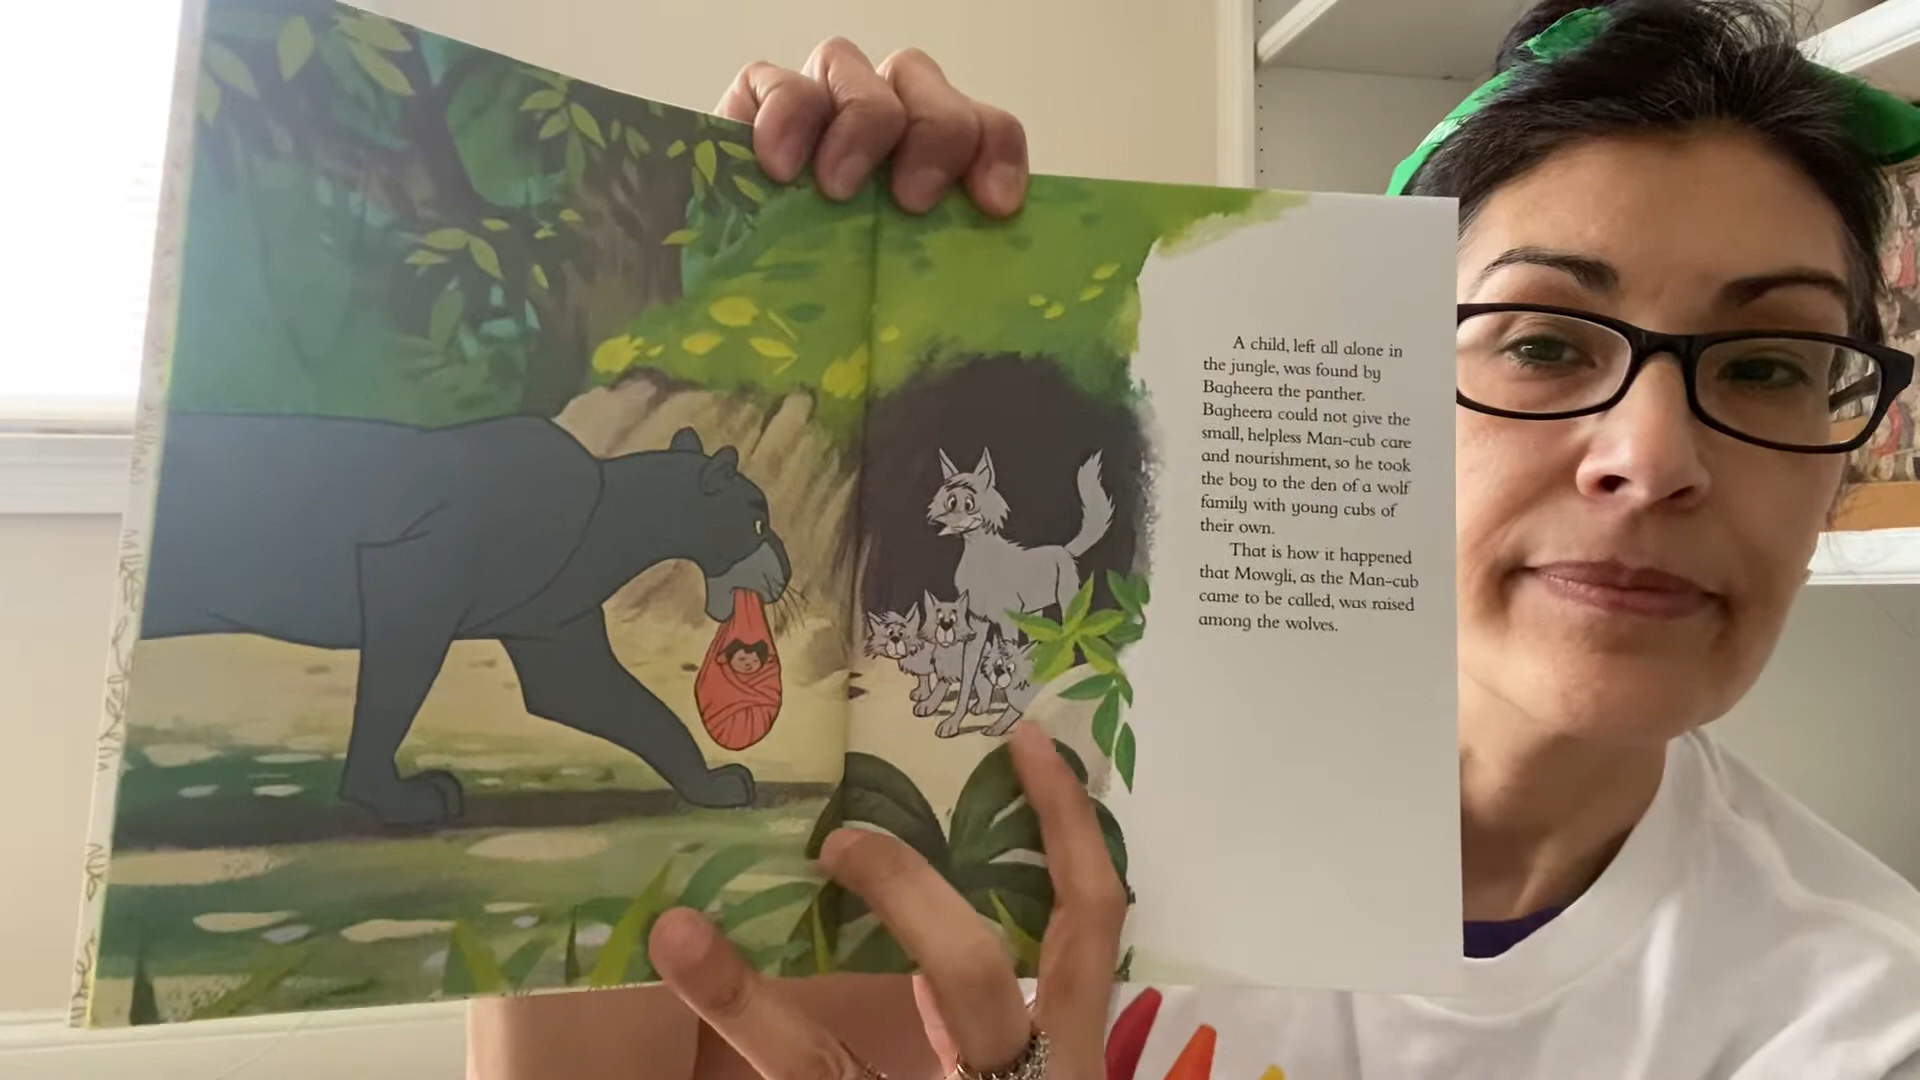 A child, left all alone in
the jungle, was found by
Bagheera the panther.
Bagheera could not give the
small, helpless Man-cub care
and nourishment, so he took
the boy to the den of a wolf
family with young cubs of
their own.
That is how it happened
that Mowgli, as the Man-cub
came to be called, was raised
among the wolves.